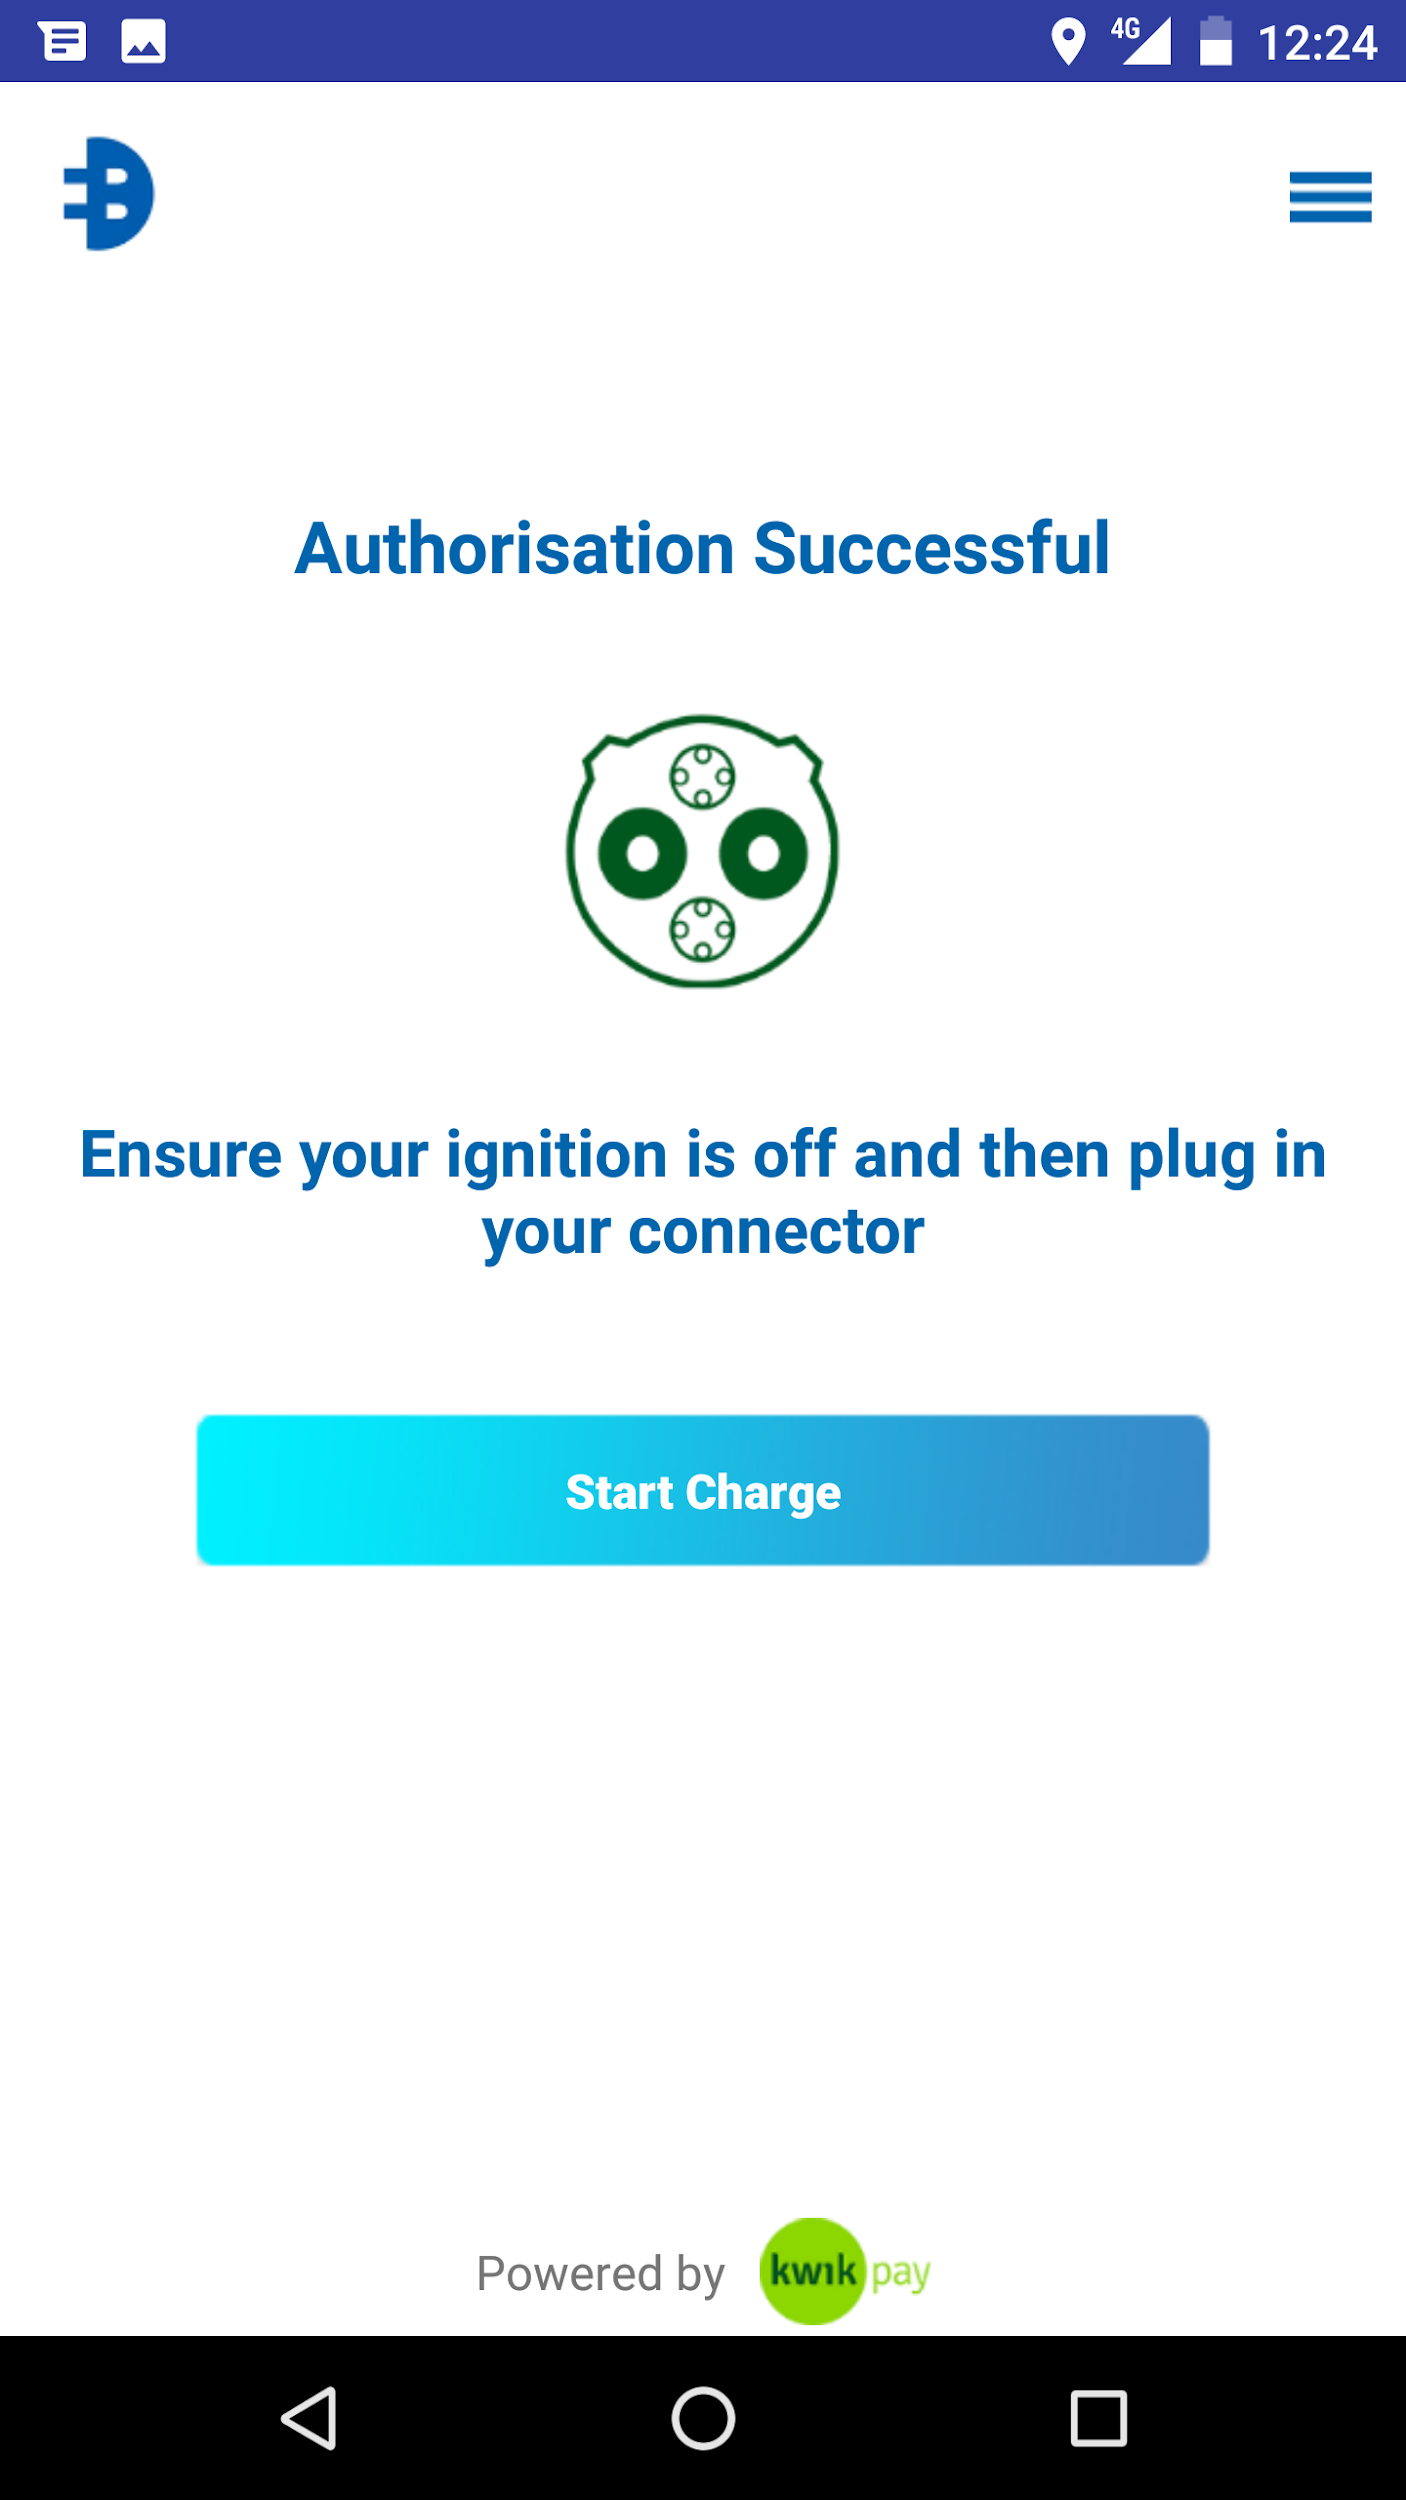 4G 12:24
B
Authorisation Successful
Ensure your ignition is off and then plug in
your connector
Start Charge
Powered by kwik pay